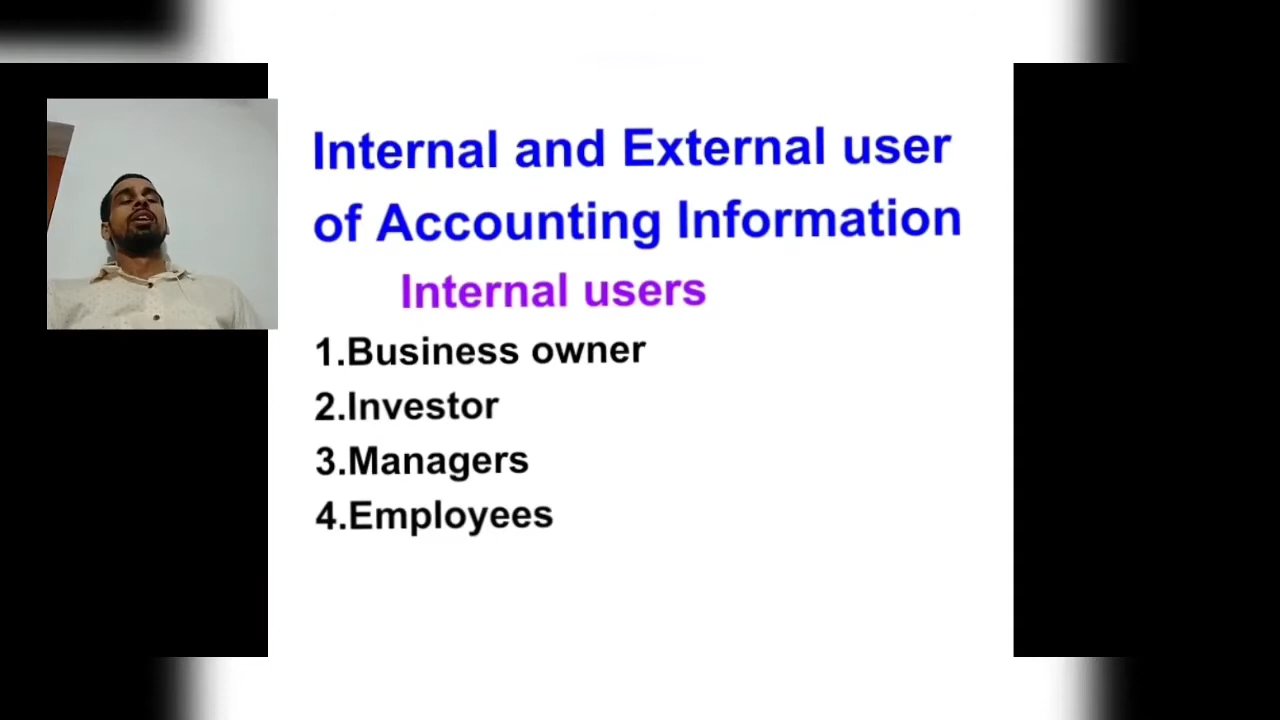 Internal and External user
of Accounting Information
Internal users
1.Business owner
2.Investor
3.Managers
4.Employees